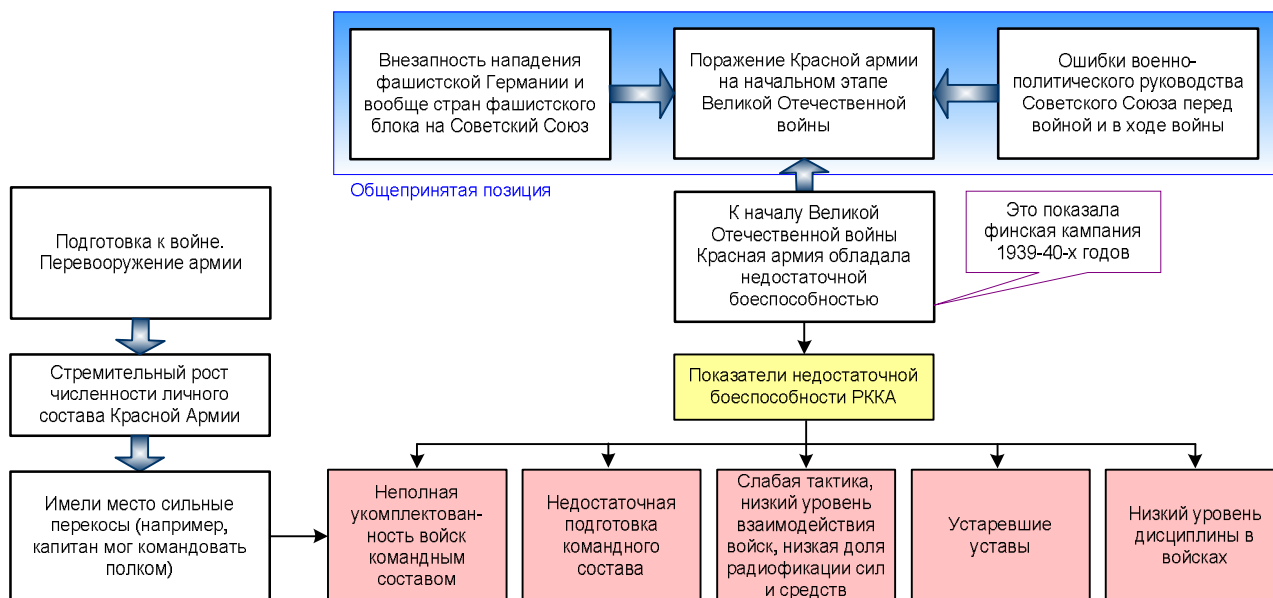 Внезапность нападения
фашистской Германии и
вообще стран фашистского
блока на Советский Союз
Поражение Красной армии
на начальном этапе
Великой Отечественной
войны
Ошибки военно-
политического руководства
Советского Союза перед
войной и в ходе войны
Общепринятая позиция
Подготовка к войне.
Перевооружение армии
К началу Великой
Отечественной войны
Красная армия обладала
недостаточной
боеспособностью
Это показала
финская кампания
1939-40-х годов
Стремительный рост
численности личного
состава Красной Армии
Показатели недостаточной
боеспособности РККА
Имели место сильные
перекосы (например,
капитан мог командовать
полком)
Неполная
укомплектован-
ность войск
командным
составом
Недостаточная
подготовка
командного
состава
Слабая тактика,
низкий уровень
взаимодействия
войск, низкая доля
радиофикации сил
и средств
Устаревшие
уставы
Низкий уровень
дисциплины в
войсках